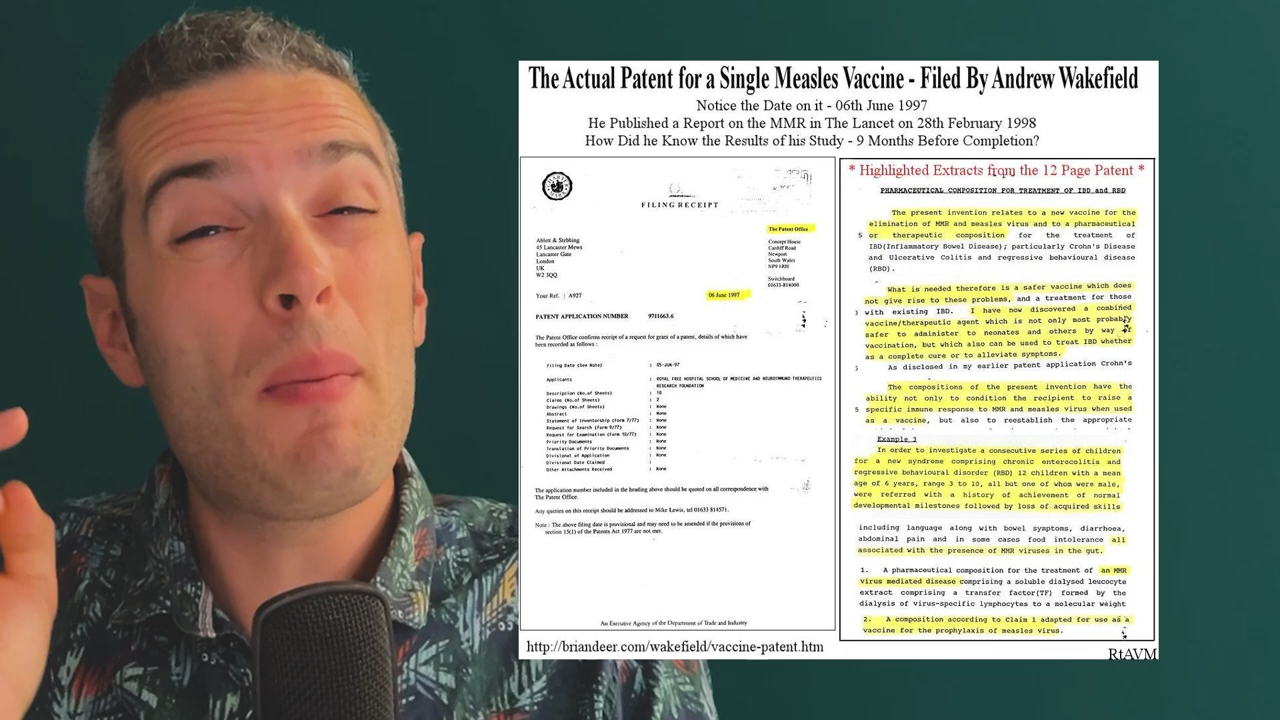 The Actual Patent for a Single Measles Vaccine - Filed By Andrew Wakefield
Notice the Date on it - 06th June 1997
He Published a Report on the MMR in The Lancet on 28th February 1998
How Did he Know the Results of his Study - 9 Months Before Completion?
FILING RECEIPT
The Patent Office
Concept House
Cardiff Road
Newport
South Wales
NP9 1RH
Switchboard
01633-814000
Ablett & Stebbing
45 Lancaster Mews
Lancaster Gate
London
UK
W2 3QQ
Your Ref. : A927
06 June 1997
PATENT APPLICATION NUMBER 9711663.6
The Patent Office confirms receipt of a request for grant of a patent, details of which have
been recorded as follows :
Filing Date (See Note) : 05-JUN-97
Applicants : ROYAL FREE HOSPITAL SCHOOL OF MEDICINE AND NEUROIMMUNO THERAPEUTICS
RESEARCH FOUNDATION
Description (No.of Sheets) : 10
Claims (No.of Sheets) : 2
Drawings (No.of Sheets) : None
Abstract : None
Statement of Inventorship (Form 7/77) : None
Request for Search (Form 9/77) : None
Request for Examination (Form 10/77) : None
Priority Documents : None
Translation of Priority Documents : None
Divisional of Application : None
Divisional Date Claimed :
Other Attachments Received : None
The application number included in the heading above should be quoted on all correspondence with
The Patent Office.
Any queries on this receipt should be addressed to Mike Lewis, tel 01633 814571.
Note : The above filing date is provisional and may need to be amended if the provisions of
section 15(1) of the Patents Act 1977 are not met.
An Executive Agency of the Department of Trade and Industry
* Highlighted Extracts from the 12 Page Patent *
PHARMACEUTICAL COMPOSITION FOR TREATMENT OF IBD and RBD
The present invention relates to a new vaccine for the
elimination of MMR and measles virus and to a pharmaceutical
5 or therapeutic composition for the treatment of
IBD(Inflammatory Bowel Disease); particularly Crohn's Disease
and Ulcerative Colitis and regressive behavioural disease
(RBD).
What is needed therefore is a safer vaccine which does
not give rise to these problems, and a treatment for those
with existing IBD. I have now discovered a combined
vaccine/therapeutic agent which is not only most probably
safer to administer to neonates and others by way of
vaccination, but which also can be used to treat IBD whether
as a complete cure or to alleviate symptoms.
As disclosed in my earlier patent application Crohn's
The compositions of the present invention have the
ability not only to condition the recipient to raise a
5 specific immune response to MMR and measles virus when used
as a vaccine, but also to reestablish the appropriate
Example 3
In order to investigate a consecutive series of children
for a new syndrome comprising chronic enterocolitis and
regressive behavioural disorder (RBD) 12 children with a mean
age of 6 years, range 3 to 10, all but one of whom were male,
were referred with a history of achievement of normal
developmental milestones followed by loss of acquired skills
including language along with bowel symptoms, diarrhoea,
abdominal pain and in some cases food intolerance all
associated with the presence of MMR viruses in the gut.
1. A pharmaceutical composition for the treatment of an MMR
virus mediated disease comprising a soluble dialysed leucocyte
extract comprising a transfer factor(TF) formed by the
dialysis of virus-specific lymphocytes to a molecular weight
2. A composition according to Claim 1 adapted for use as a
vaccine for the prophylaxis of measles virus.
http://briandeer.com/wakefield/vaccine-patent.htm
RtAVM